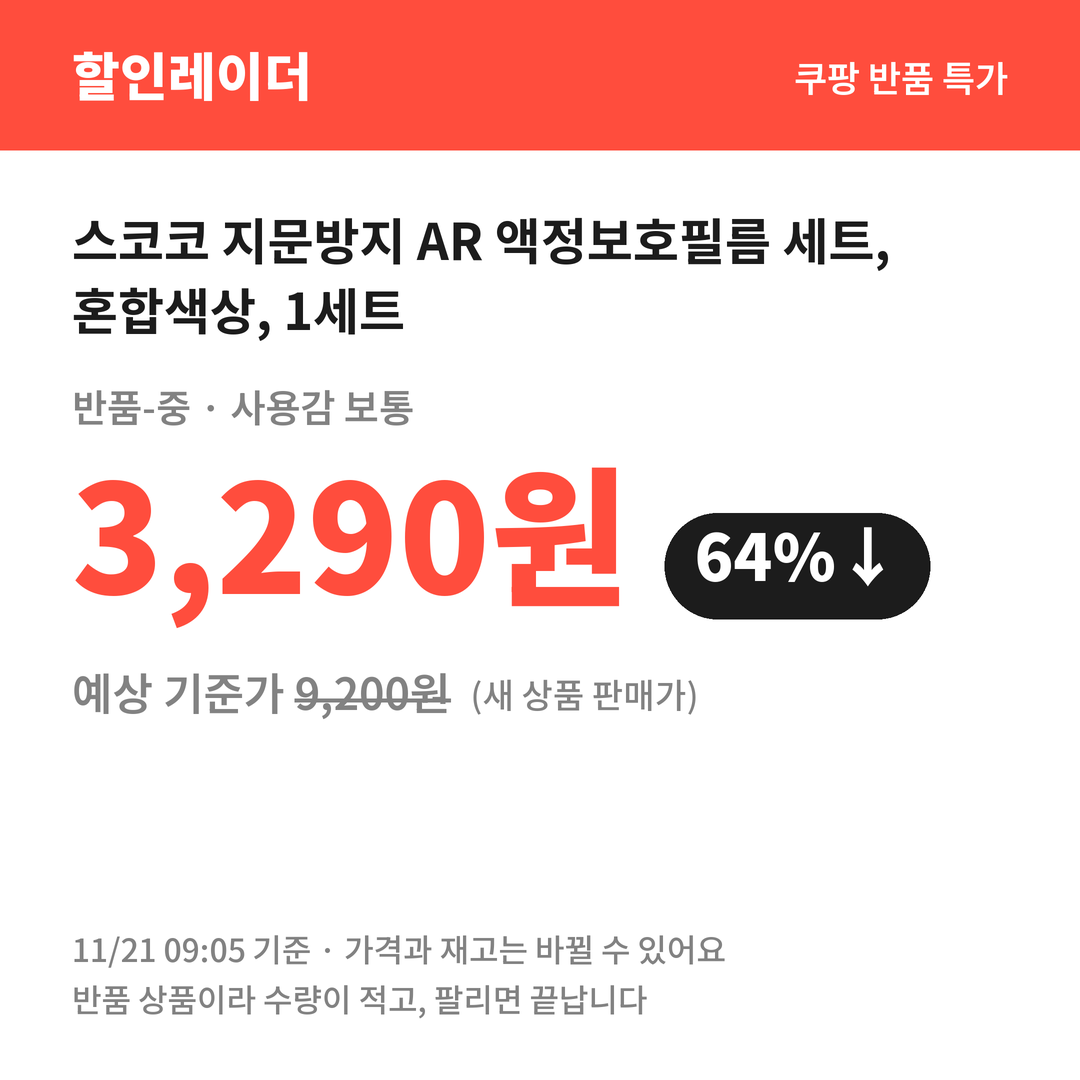 할인레이더
쿠팡 반품 특가
스코코 지문방지 AR 액정보호필름 세트,
혼합색상, 1세트
반품-중 · 사용감 보통
3,290원
64%↓
예상 기준가 9,200원 (새 상품 판매가)
11/21 09:05 기준 · 가격과 재고는 바뀔 수 있어요
반품 상품이라 수량이 적고, 팔리면 끝납니다